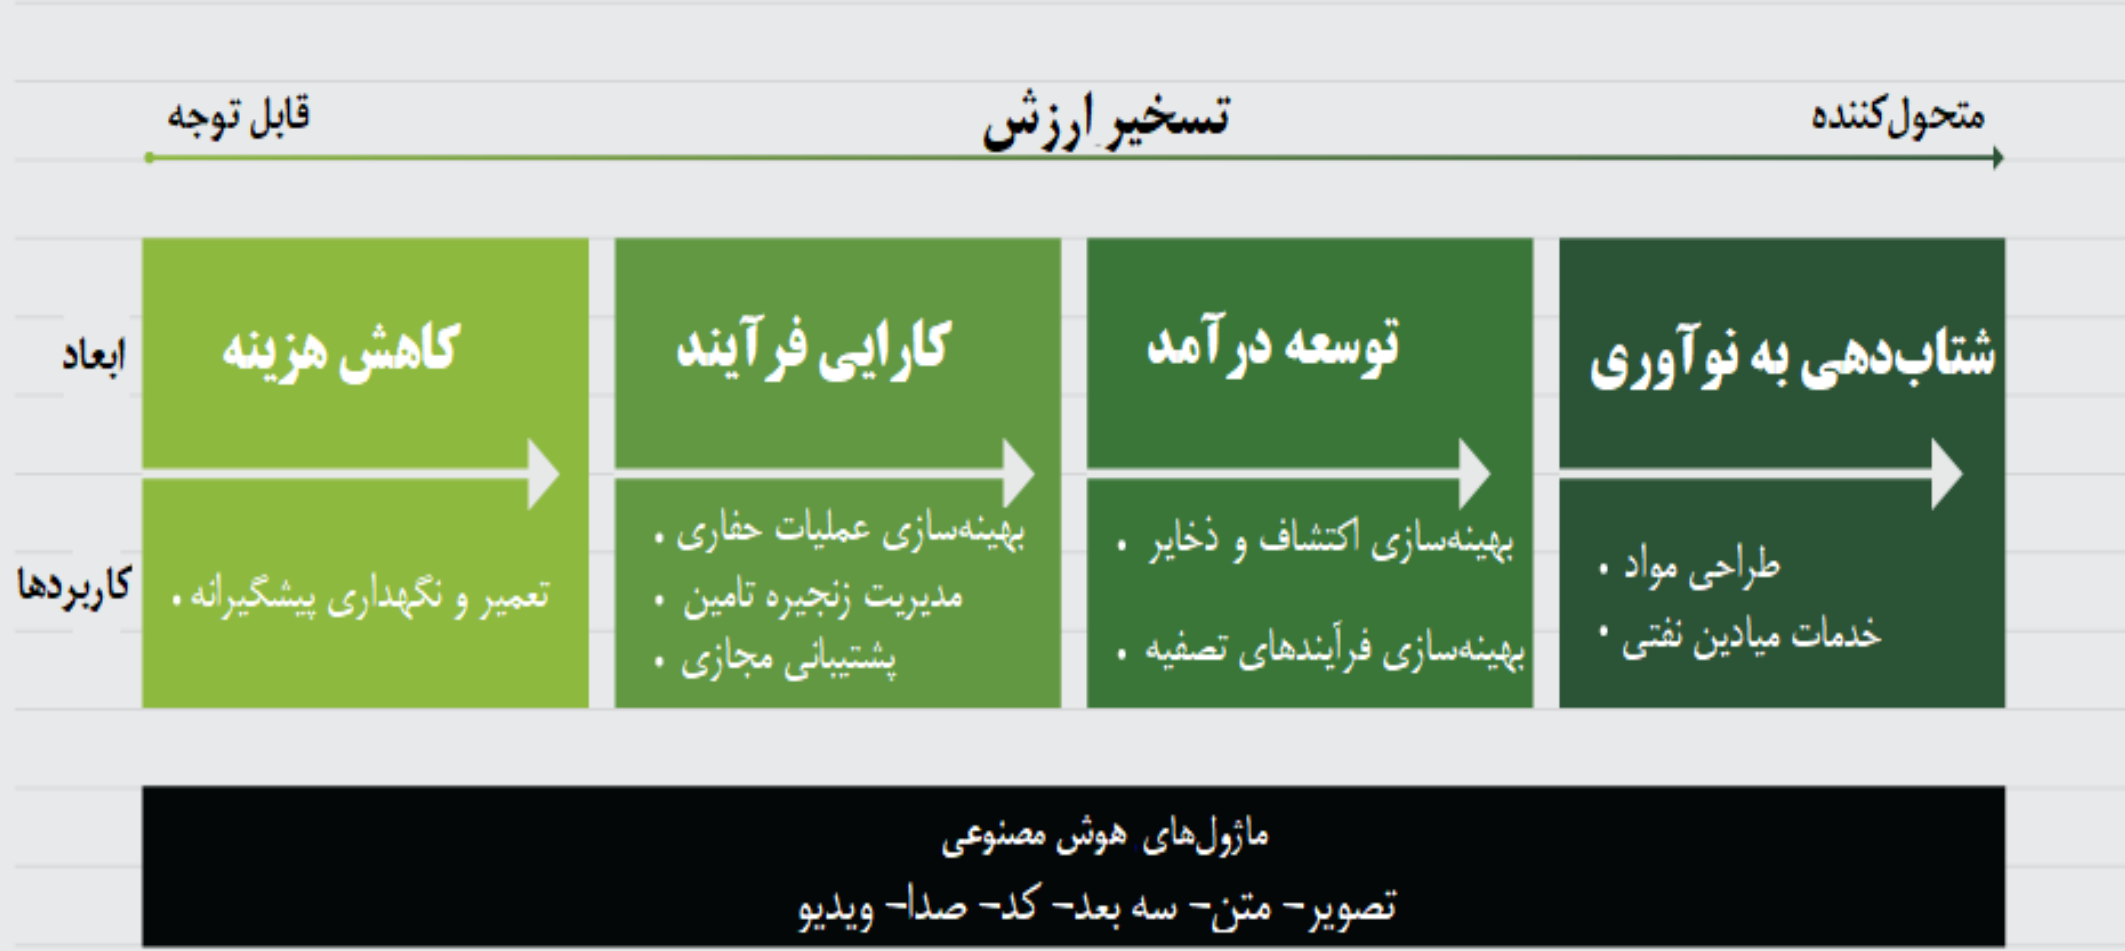 تسخیر ارزش
قابل توجه
متحول‌کننده
ابعاد
کاهش هزینه
کارایی فرآیند
توسعه درآمد
شتاب‌دهی به نوآوری
کاربردها
• تعمیر و نگهداری پیشگیرانه
• بهینه‌سازی عملیات حفاری
• مدیریت زنجیره تامین
• پشتیبانی مجازی
• بهینه‌سازی اکتشاف و ذخایر
• بهینه‌سازی فرآیندهای تصفیه
• طراحی مواد
• خدمات میادین نفتی
ماژول‌های هوش مصنوعی
تصویر– متن– سه بعد– کد– صدا– ویدیو